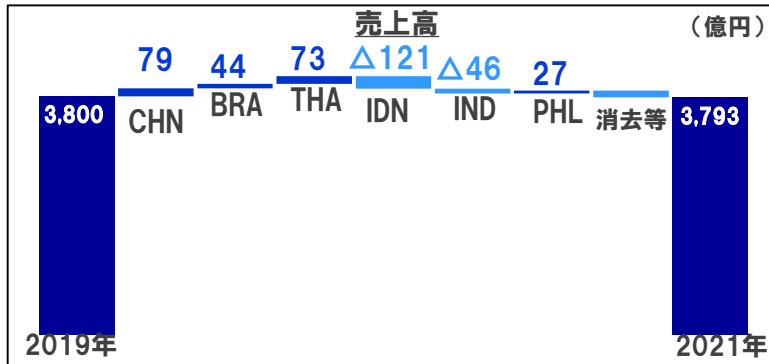 売上高
（億円）
79
44
73
△121
△46
27
3,800
CHN
BRA
THA
IDN
IND
PHL
消去等
3,793
2019年
2021年